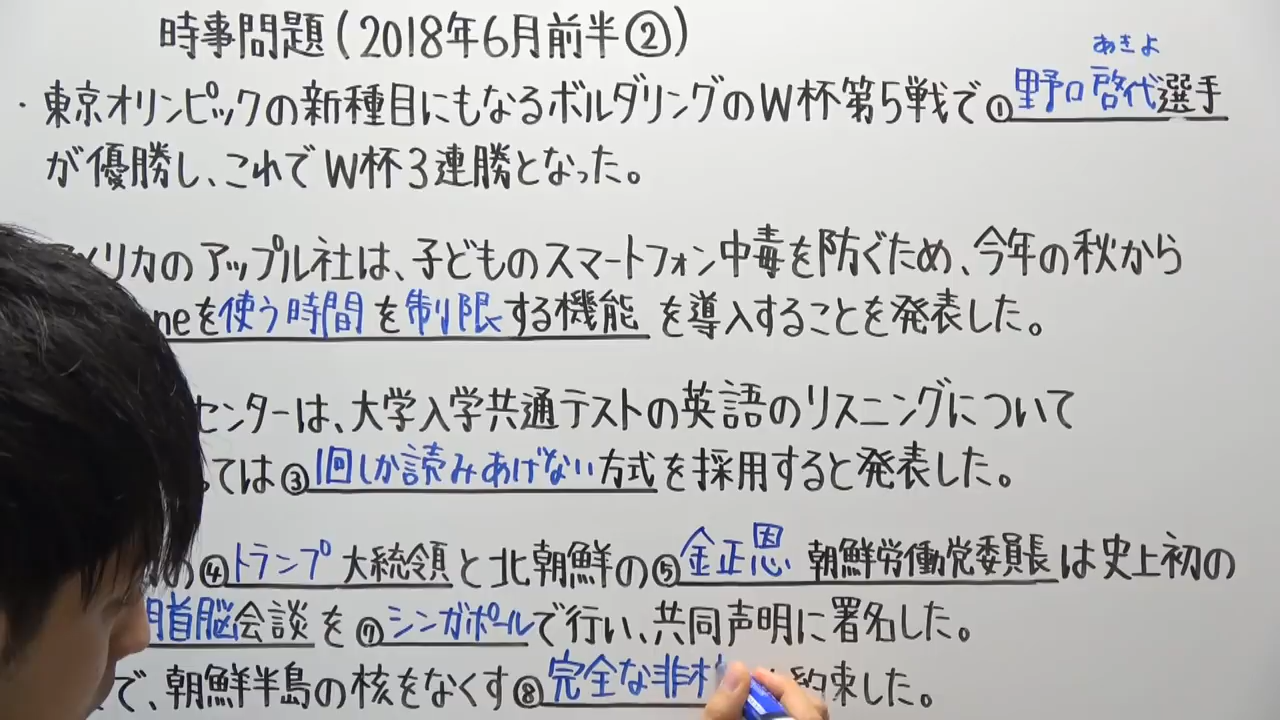 時事問題(2018年6月前半②)
あきよ
・東京オリンピックの新種目にもなるボルダリングのW杯第5戦で①野口啓代選手
が優勝し、これでW杯3連勝となった。
メリカのアップル社は、子どものスマートフォン中毒を防ぐため、今年の秋から
neを使う時間を制限する機能を導入することを発表した。
センターは、大学入学共通テストの英語のリスニングについて
ては③1回しか読みあげない方式を採用すると発表した。
の④トランプ大統領と北朝鮮の⑤金正恩朝鮮労働党委員長は史上初の
首脳会談を⑦シンガポールで行い、共同声明に署名した。
で、朝鮮半島の核をなくす⑧完全な非 約束した。